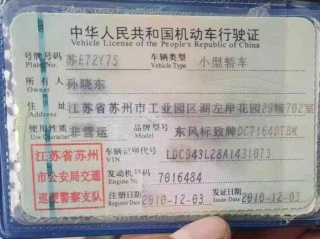 中华人民共和国机动车行驶证
Vehicle License of the People's Republic of China
号牌号码 苏E72Y75 车辆类型 小型轿车
Plate No. Vehicle Type
所有人 孙晓东
Owner
住址 江苏省苏州市工业园区湖左岸花园29幢702室
使用性质 非营运 品牌型号 东风标致牌DC7164DTBM
江苏省苏州 车辆识别代号 LDC943L28A1431073
VIN
市公安局交通 发动机号码 7016484
Engine No.
巡逻警察支队 注册日期 2010-12-03 发证日期 2010-12-03
Register Date Issue Date